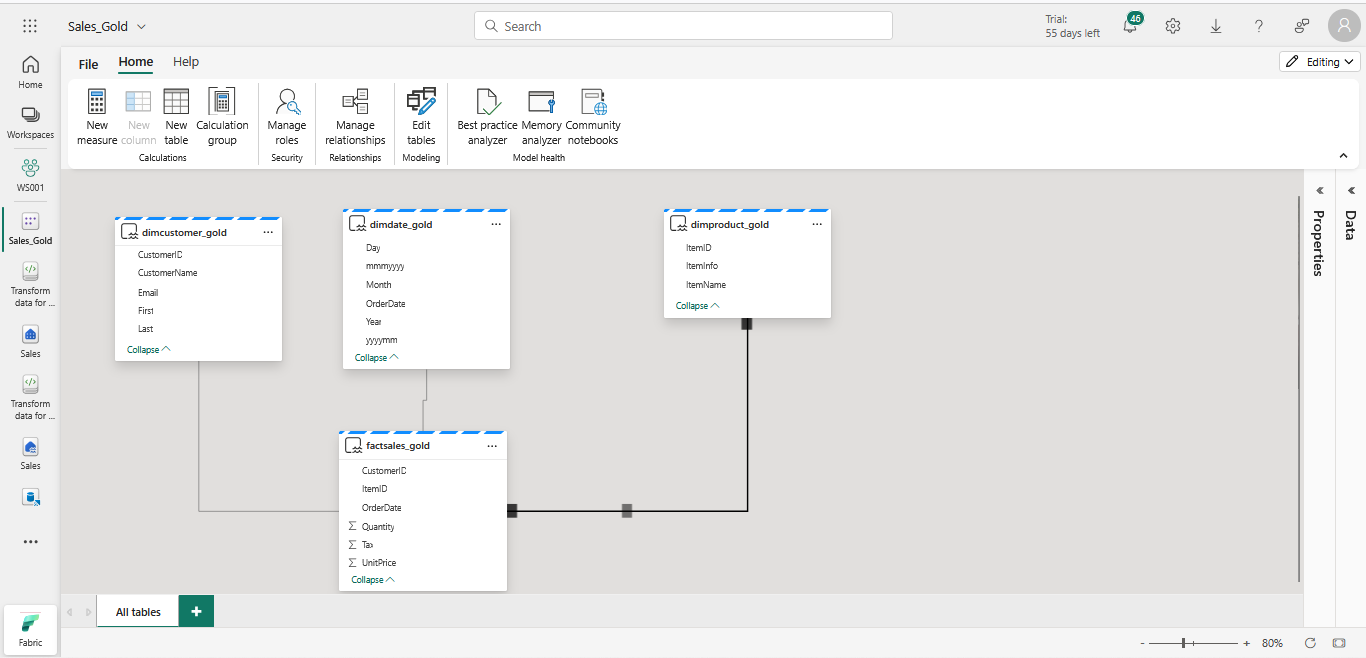 Sales_Gold
Search
Trial:
55 days left
46
Home
Workspaces
WS001
Sales_Gold
Transform
data for ...
Sales
Transform
data for ...
Sales
Fabric
File
Home
Help
Editing
New
measure
New
column
New
table
Calculation
group
Calculations
Manage
roles
Security
Manage
relationships
Relationships
Edit
tables
Modeling
Best practice
analyzer
Memory
analyzer
Community
notebooks
Model health
dimcustomer_gold
CustomerID
CustomerName
Email
First
Last
Collapse
dimdate_gold
Day
mmmyyyy
Month
OrderDate
Year
yyyymm
Collapse
dimproduct_gold
ItemID
ItemInfo
ItemName
Collapse
factsales_gold
CustomerID
ItemID
OrderDate
Σ Quantity
Σ Tax
Σ UnitPrice
Collapse
Properties
Data
All tables
+
- + 80%